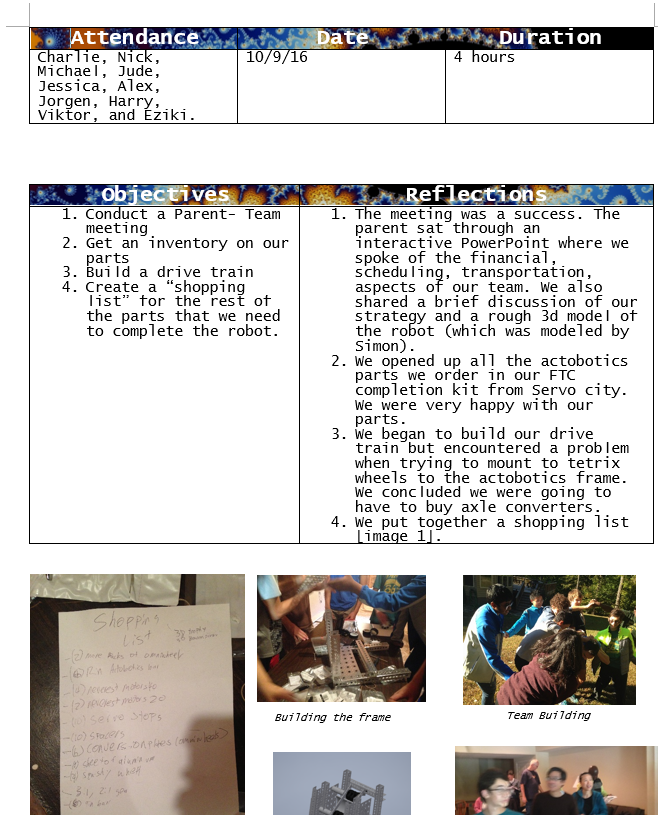 Attendance
Date
Duration
Charlie, Nick,
Michael, Jude,
Jessica, Alex,
Jorgen, Harry,
Viktor, and Eziki.
10/9/16
4 hours
Objectives
1. Conduct a Parent– Team
meeting
2. Get an inventory on our
parts
3. Build a drive train
4. Create a “shopping
list” for the rest of
the parts that we need
to complete the robot.
Reflections
1. The meeting was a success. The
parent sat through an
interactive PowerPoint where we
spoke of the financial,
scheduling, transportation,
aspects of our team. We also
shared a brief discussion of our
strategy and a rough 3d model of
the robot (which was modeled by
Simon).
2. We opened up all the actobotics
parts we order in our FTC
completion kit from Servo city.
We were very happy with our
parts.
3. We began to build our drive
train but encountered a problem
when trying to mount to tetrix
wheels to the actobotics frame.
We concluded we were going to
have to buy axle converters.
4. We put together a shopping list
[image 1].
Shopping
List
(10) spacers
Building the frame
Team Building